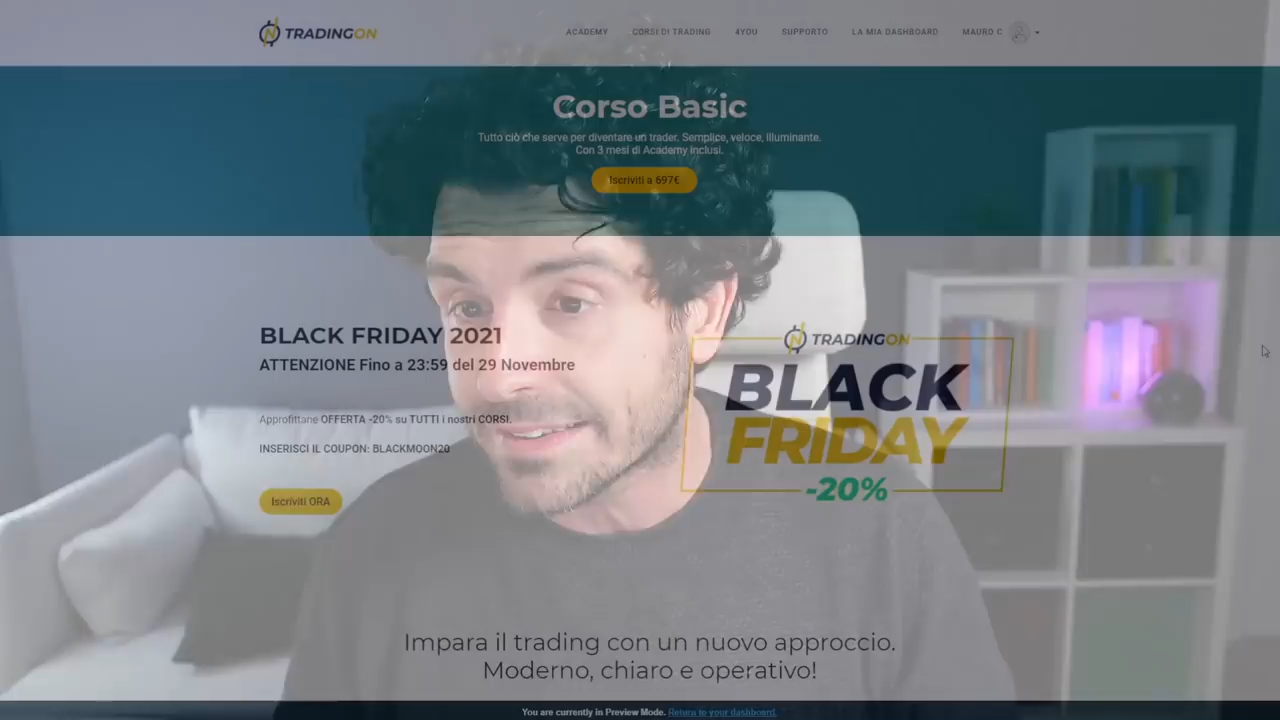 TRADINGON
ACADEMY CORSI DI TRADING 4YOU SUPPORTO LA MIA DASHBOARD MAURO C
Corso Basic
Tutto ciò che serve per diventare un trader. Semplice, veloce, illuminante.
Con 3 mesi di Academy inclusi.
Iscriviti a 697€
BLACK FRIDAY 2021
ATTENZIONE Fino a 23:59 del 29 Novembre
Approfittane OFFERTA -20% su TUTTI i nostri CORSI.
INSERISCI IL COUPON: BLACKMOON20
Iscriviti ORA
TRADINGON
BLACK
FRIDAY
-20%
Impara il trading con un nuovo approccio.
Moderno, chiaro e operativo!
You are currently in Preview Mode. Return to your dashboard.